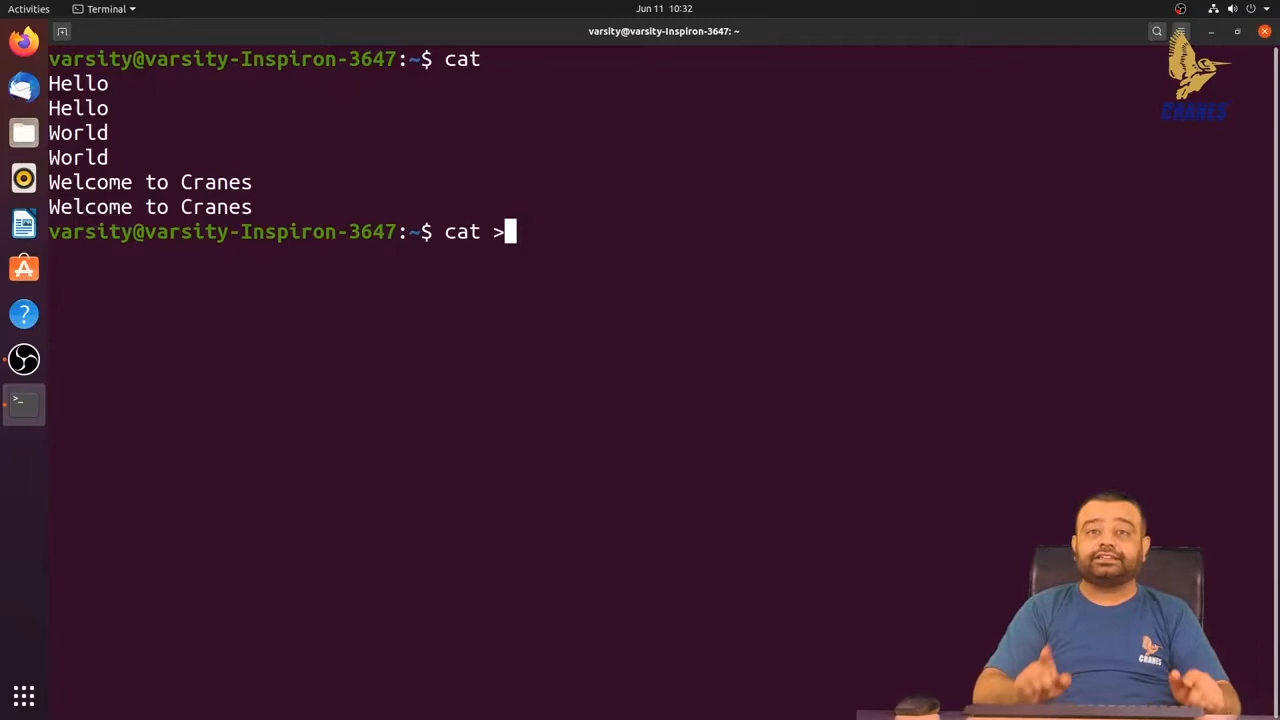 Activities Terminal Jun 11 10:32
varsity@varsity-Inspiron-3647: ~
varsity@varsity-Inspiron-3647:~$ cat
Hello
Hello
World
World
Welcome to Cranes
Welcome to Cranes
varsity@varsity-Inspiron-3647:~$ cat >
CRANES
CRANES